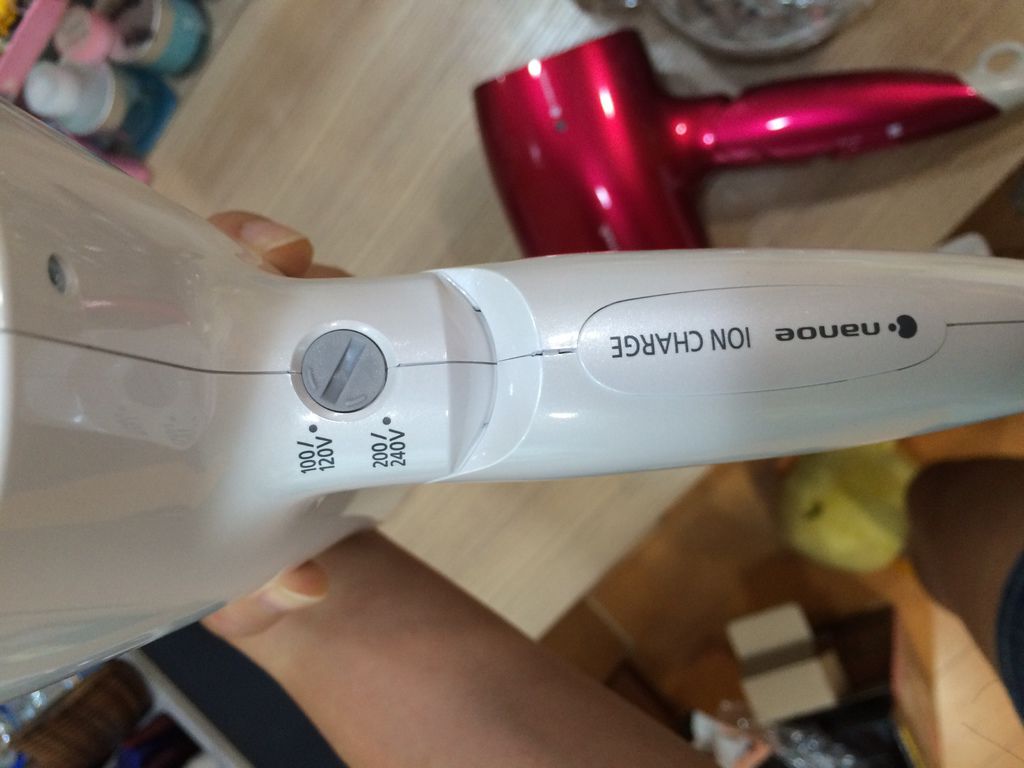 100/
120V
200/
240V
ION CHARGE
nanoe